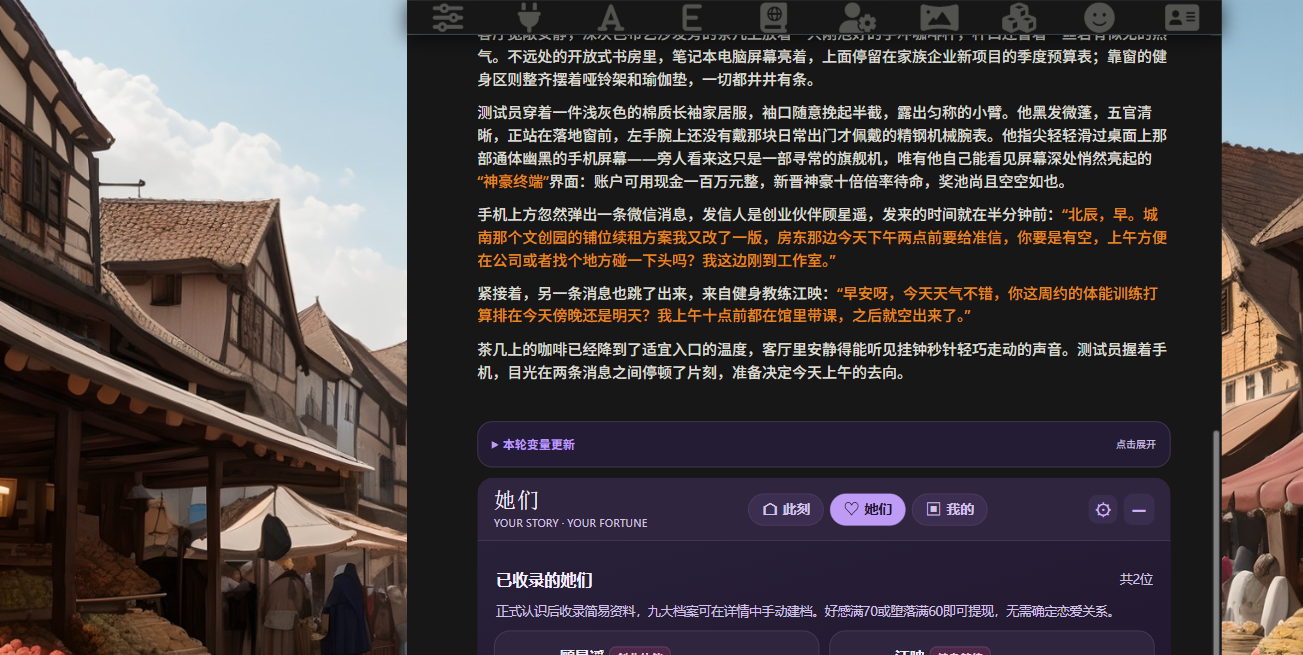 气。不远处的开放式书房里，笔记本电脑屏幕亮着，上面停留在家族企业新项目的季度预算表；靠窗的健
身区则整齐摆着哑铃架和瑜伽垫，一切都井井有条。
测试员穿着一件浅灰色的棉质长袖家居服，袖口随意挽起半截，露出匀称的小臂。他黑发微蓬，五官清
晰，正站在落地窗前，左手腕上还没有戴那块日常出门才佩戴的精钢机械腕表。他指尖轻轻滑过桌面上那
部通体幽黑的手机屏幕——旁人看来这只是一部寻常的旗舰机，唯有他自己能看见屏幕深处悄然亮起的
“神豪终端”界面：账户可用现金一百万元整，新晋神豪十倍倍率待命，奖池尚且空空如也。
手机上方忽然弹出一条微信消息，发信人是创业伙伴顾星遥，发来的时间就在半分钟前：“北辰，早。城
南那个文创园的铺位续租方案我又改了一版，房东那边今天下午两点前要给准信，你要是有空，上午方便
在公司或者找个地方碰一下头吗？我这边刚到工作室。”
紧接着，另一条消息也跳了出来，来自健身教练江映：“早安呀，今天天气不错，你这周约的体能训练打
算排在今天傍晚还是明天？我上午十点前都在馆里带课，之后就空出来了。”
茶几上的咖啡已经降到了适宜入口的温度，客厅里安静得能听见挂钟秒针轻巧走动的声音。测试员握着手
机，目光在两条消息之间停顿了片刻，准备决定今天上午的去向。
▶ 本轮变量更新 点击展开
她们
YOUR STORY · YOUR FORTUNE
此刻 她们 我的
已收录的她们 共2位
正式认识后收录简易资料，九大档案可在详情中手动建档。好感满70或堕落满60即可提现，无需确定恋爱关系。